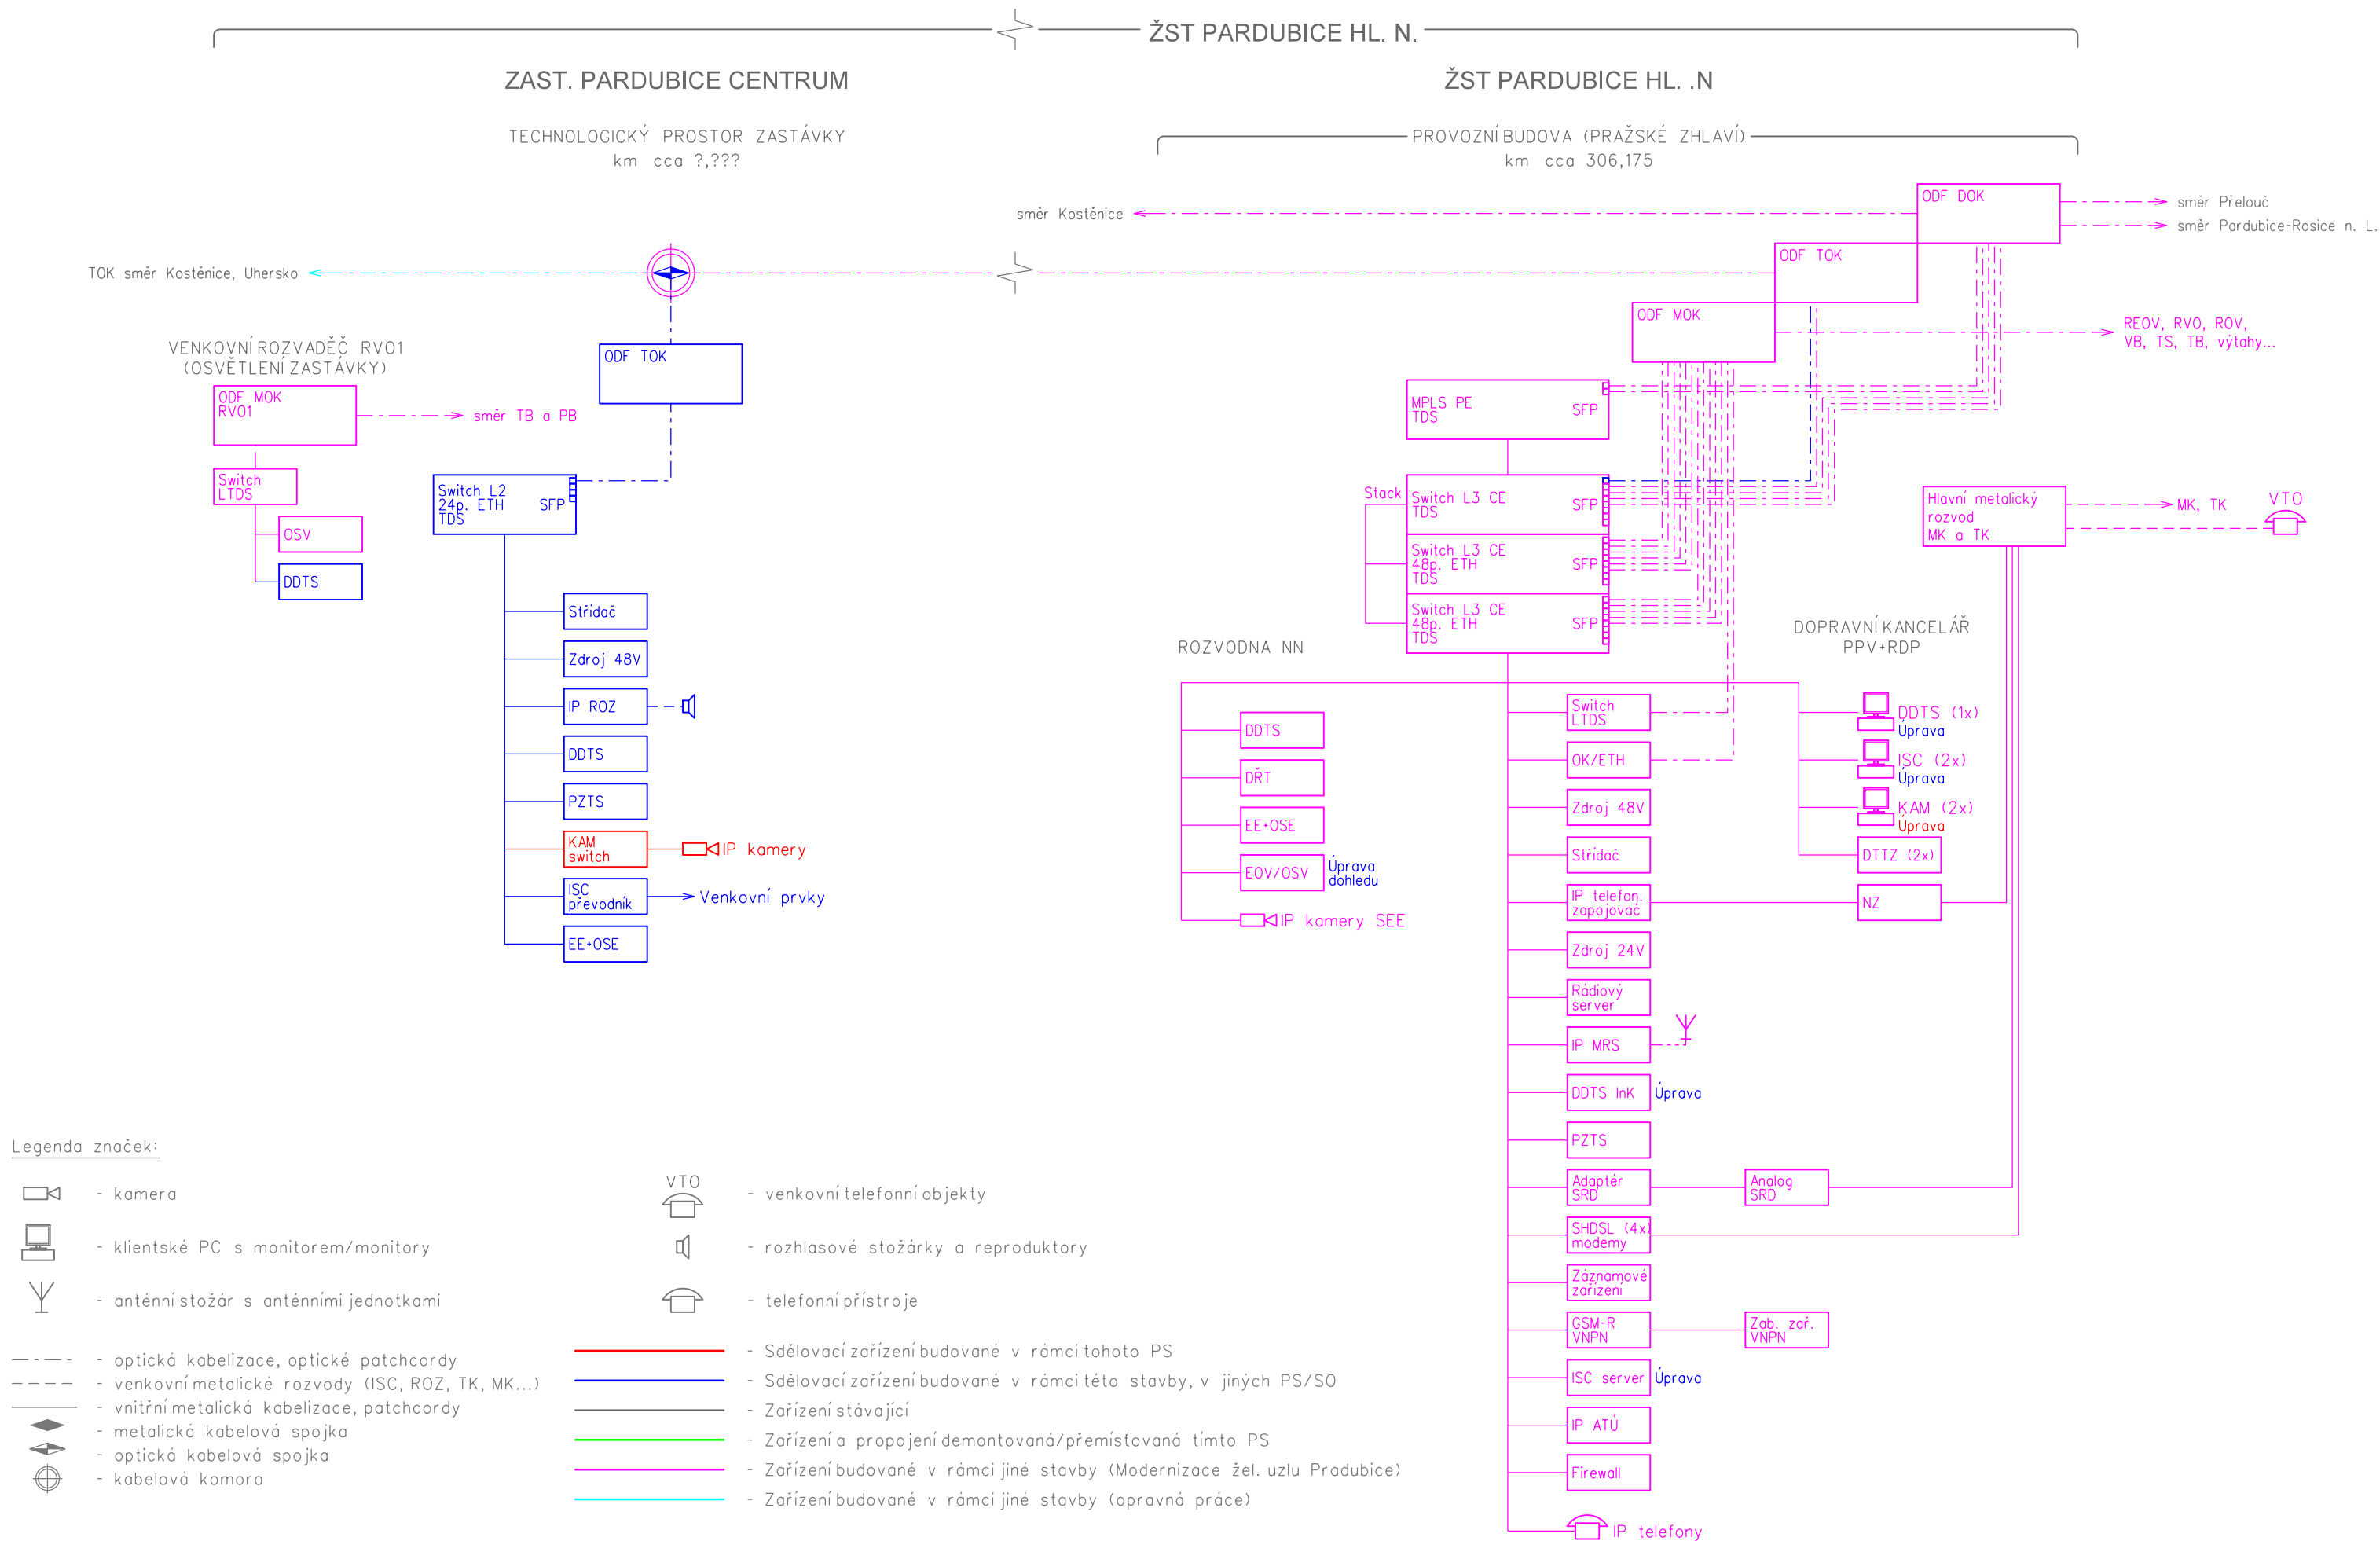 ŽST PARDUBICE HL. N.
ZAST. PARDUBICE CENTRUM
ŽST PARDUBICE HL. .N
TECHNOLOGICKÝ PROSTOR ZASTÁVKY
km cca ?,???
PROVOZNÍ BUDOVA (PRAŽSKÉ ZHLAVÍ)
km cca 306,175
směr Kostěnice
ODF DOK
směr Přelouč
směr Pardubice-Rosice n. L.
TOK směr Kostěnice, Uhersko
ODF TOK
ODF MOK
REOV, RVO, ROV,
VB, TS, TB, výtahy...
VENKOVNÍ ROZVADĚČ RVO1
(OSVĚTLENÍ ZASTÁVKY)
ODF MOK
RVO1
směr TB a PB
Switch
LTDS
OSV
DDTS
ODF TOK
Switch L2
24p. ETH
TDS
SFP
Střídač
Zdroj 48V
IP ROZ
DDTS
PZTS
KAM
switch
IP kamery
ISC
převodník
Venkovní prvky
EE+OSE
MPLS PE
TDS
SFP
Stack
Switch L3 CE
TDS
SFP
Switch L3 CE
48p. ETH
TDS
SFP
Switch L3 CE
48p. ETH
TDS
SFP
Hlavní metalický
rozvod
MK a TK
MK, TK
VTO
ROZVODNA NN
DDTS
DŘT
EE+OSE
EOV/OSV
Úprava
dohledu
IP kamery SEE
DOPRAVNÍ KANCELÁŘ
PPV+RDP
DDTS (1x)
Úprava
ISC (2x)
Úprava
KAM (2x)
Úprava
DTTZ (2x)
NZ
Switch
LTDS
OK/ETH
Zdroj 48V
Střídač
IP telefon.
zapojovač
Zdroj 24V
Rádiový
server
IP MRS
DDTS InK
Úprava
PZTS
Adaptér
SRD
Analog
SRD
SHDSL (4x)
modemy
Záznamové
zařízení
GSM-R
VNPN
Zab. zař.
VNPN
ISC server
Úprava
IP ATÚ
Firewall
IP telefony
Legenda značek:
- kamera
- klientské PC s monitorem/monitory
- anténní stožár s anténními jednotkami
VTO
- venkovní telefonní objekty
- rozhlasové stožárky a reproduktory
- telefonní přístroje
- optická kabelizace, optické patchcordy
- venkovní metalické rozvody (ISC, ROZ, TK, MK...)
- vnitřní metalická kabelizace, patchcordy
- metalická kabelová spojka
- optická kabelová spojka
- kabelová komora
- Sdělovací zařízení budované v rámci tohoto PS
- Sdělovací zařízení budované v rámci této stavby, v jiných PS/SO
- Zařízení stávající
- Zařízení a propojení demontovaná/přemísťovaná tímto PS
- Zařízení budované v rámci jiné stavby (Modernizace žel. uzlu Pradubice)
- Zařízení budované v rámci jiné stavby (opravná práce)